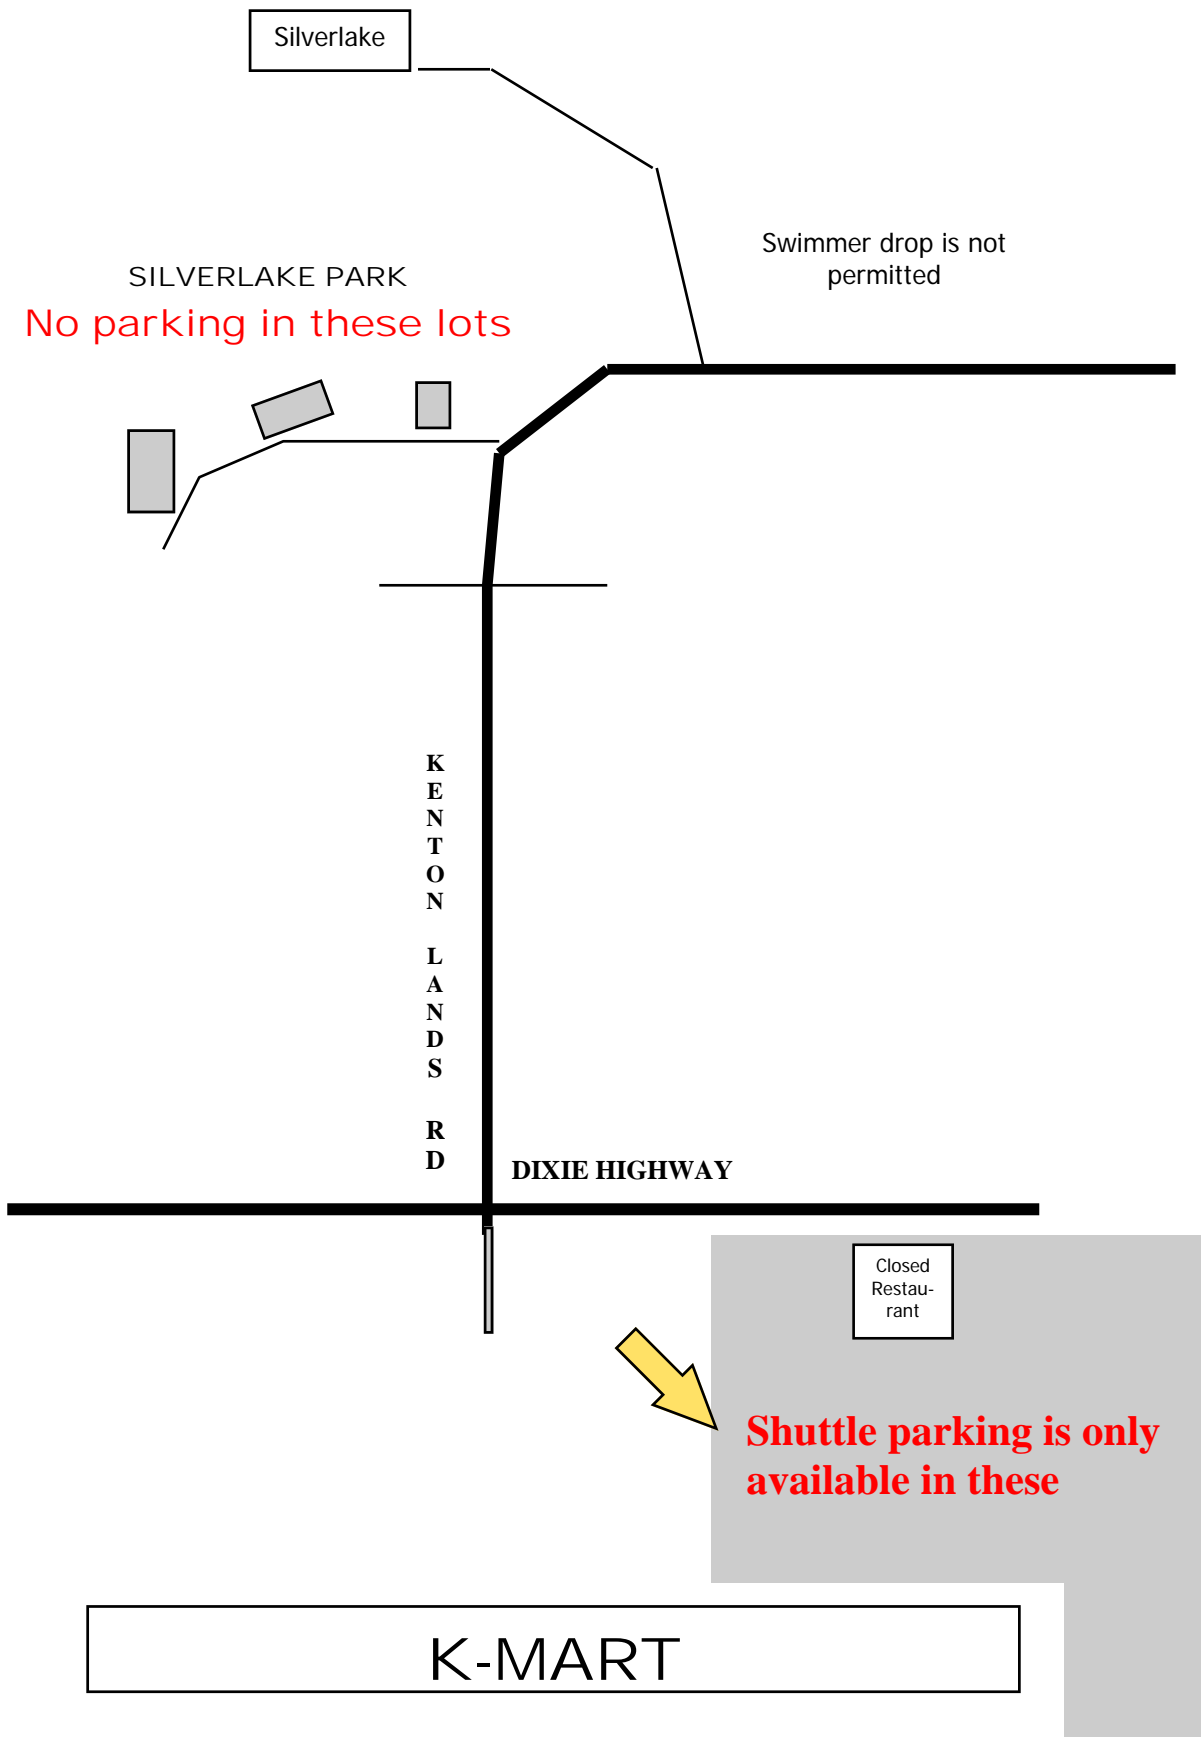 Silverlake
Swimmer drop is not
permitted
SILVERLAKE PARK
No parking in these lots
K
E
N
T
O
N
L
A
N
D
S
R
D
DIXIE HIGHWAY
Closed
Restau-
rant
Shuttle parking is only
available in these
K-MART